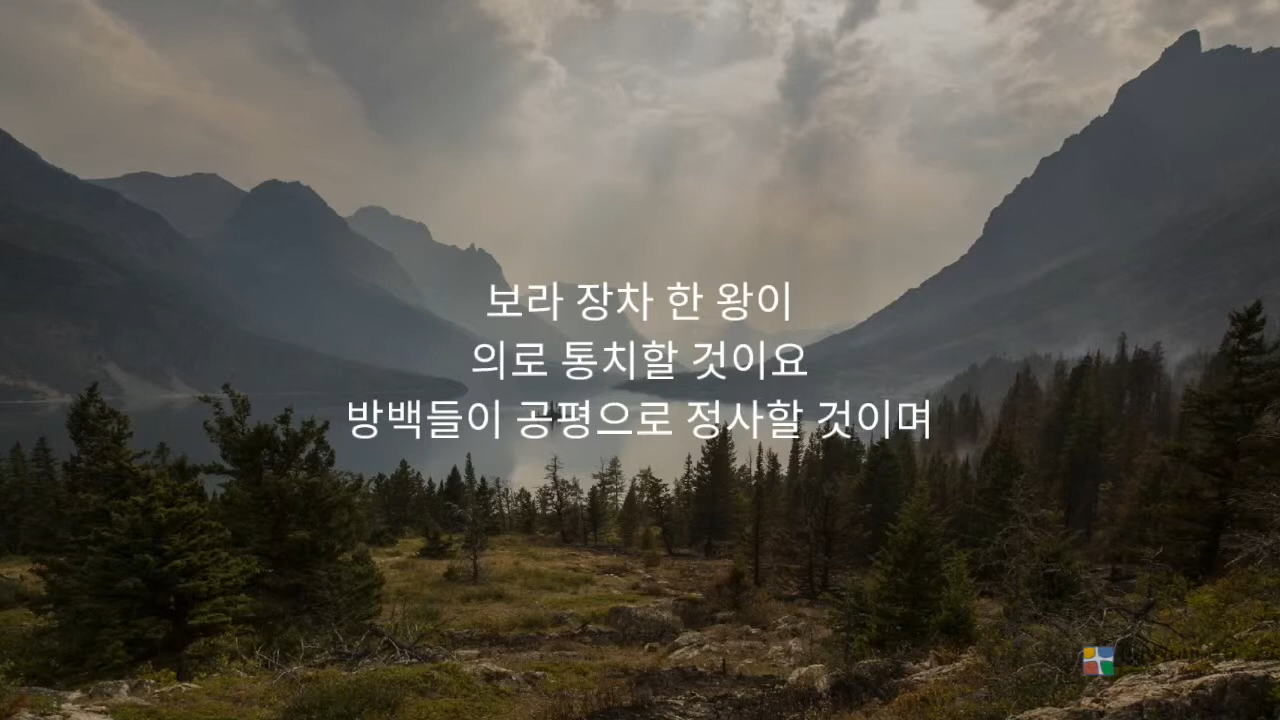 보라 장차 한 왕이
의로 통치할 것이요
방백들이 공평으로 정사할 것이며